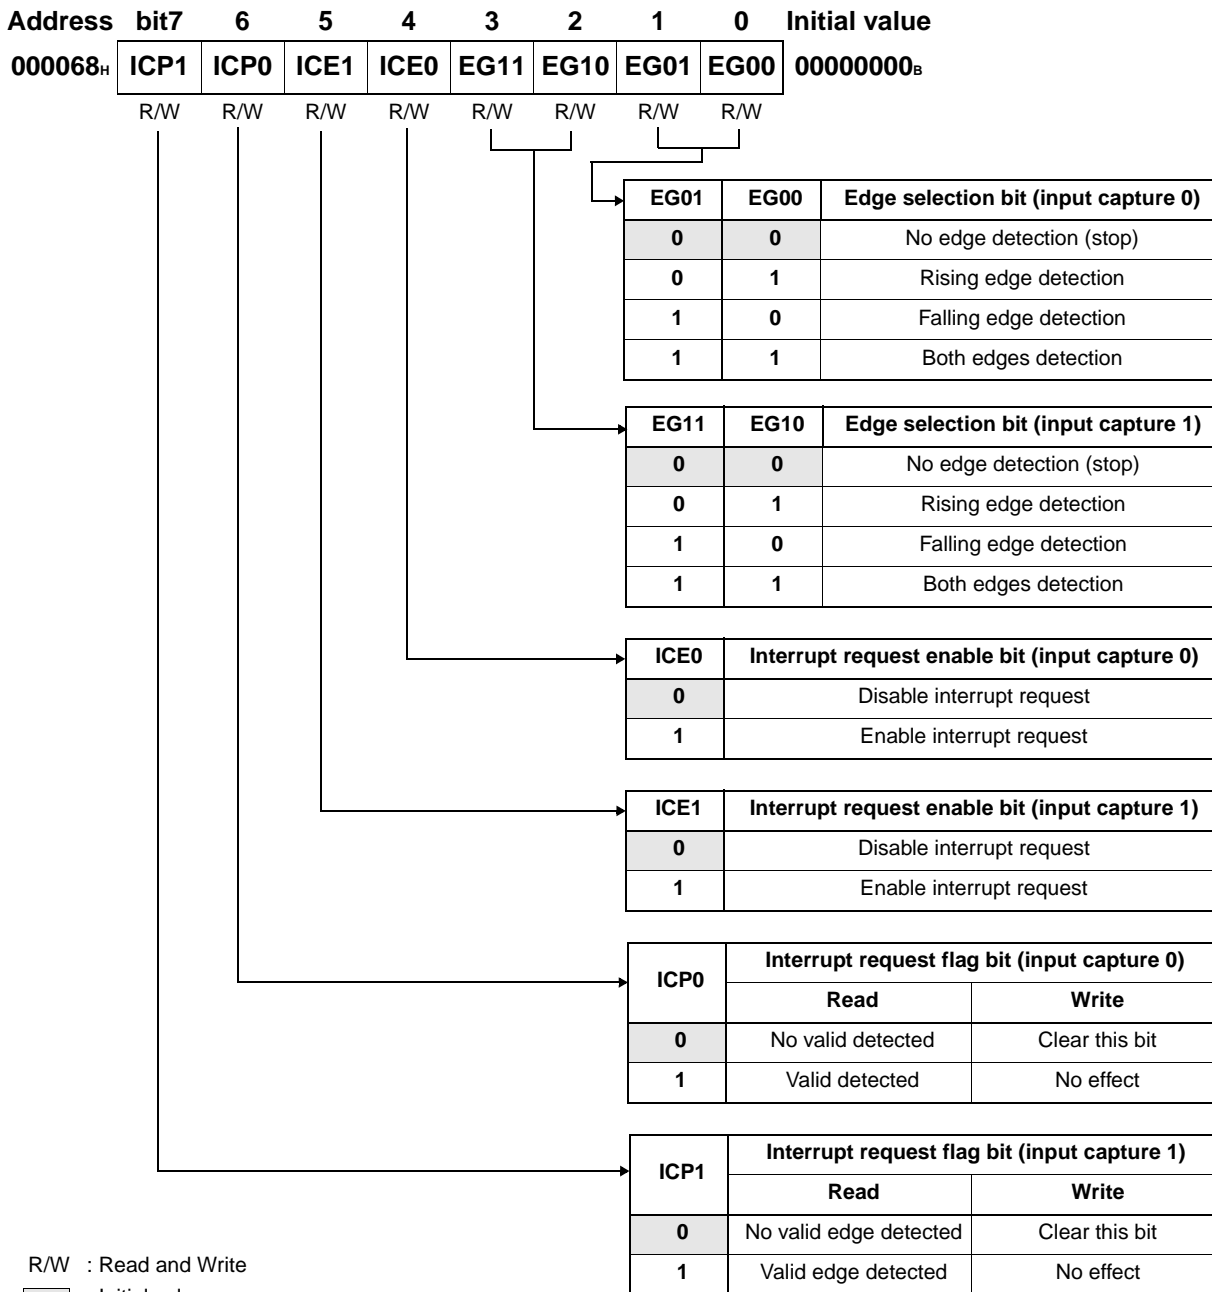 Address bit7 6 5 4 3 2 1 0 Initial value
000068H ICP1 ICP0 ICE1 ICE0 EG11 EG10 EG01 EG00 00000000B
R/W R/W R/W R/W R/W R/W R/W R/W
EG01 EG00 Edge selection bit (input capture 0)
0 0 No edge detection (stop)
0 1 Rising edge detection
1 0 Falling edge detection
1 1 Both edges detection
EG11 EG10 Edge selection bit (input capture 1)
0 0 No edge detection (stop)
0 1 Rising edge detection
1 0 Falling edge detection
1 1 Both edges detection
ICE0 Interrupt request enable bit (input capture 0)
0 Disable interrupt request
1 Enable interrupt request
ICE1 Interrupt request enable bit (input capture 1)
0 Disable interrupt request
1 Enable interrupt request
ICP0 Interrupt request flag bit (input capture 0)
Read Write
0 No valid detected Clear this bit
1 Valid detected No effect
ICP1 Interrupt request flag bit (input capture 1)
Read Write
0 No valid edge detected Clear this bit
1 Valid edge detected No effect
R/W : Read and Write